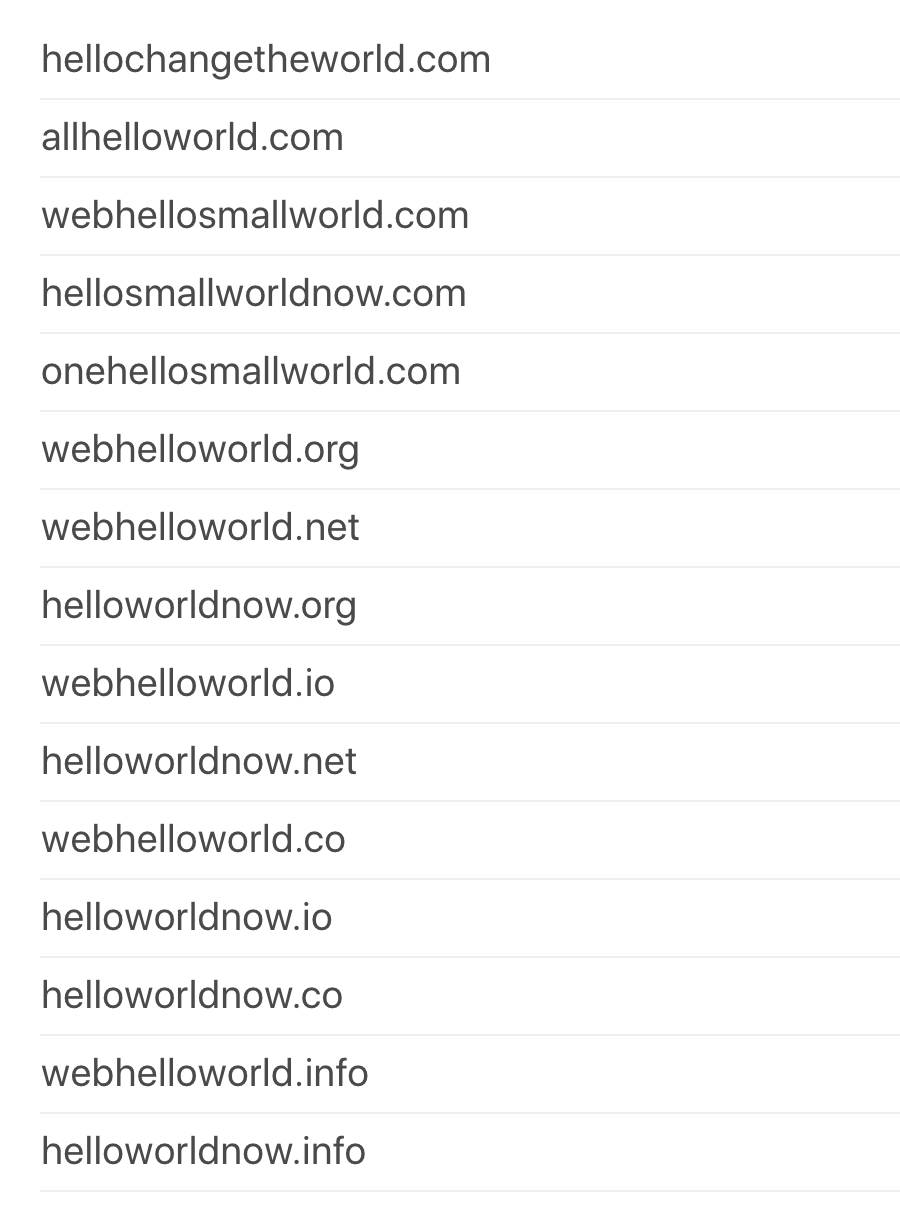 hellochangetheworld.com
allhelloworld.com
webhellosmallworld.com
hellosmallworldnow.com
onehellosmallworld.com
webhelloworld.org
webhelloworld.net
helloworldnow.org
webhelloworld.io
helloworldnow.net
webhelloworld.co
helloworldnow.io
helloworldnow.co
webhelloworld.info
helloworldnow.info